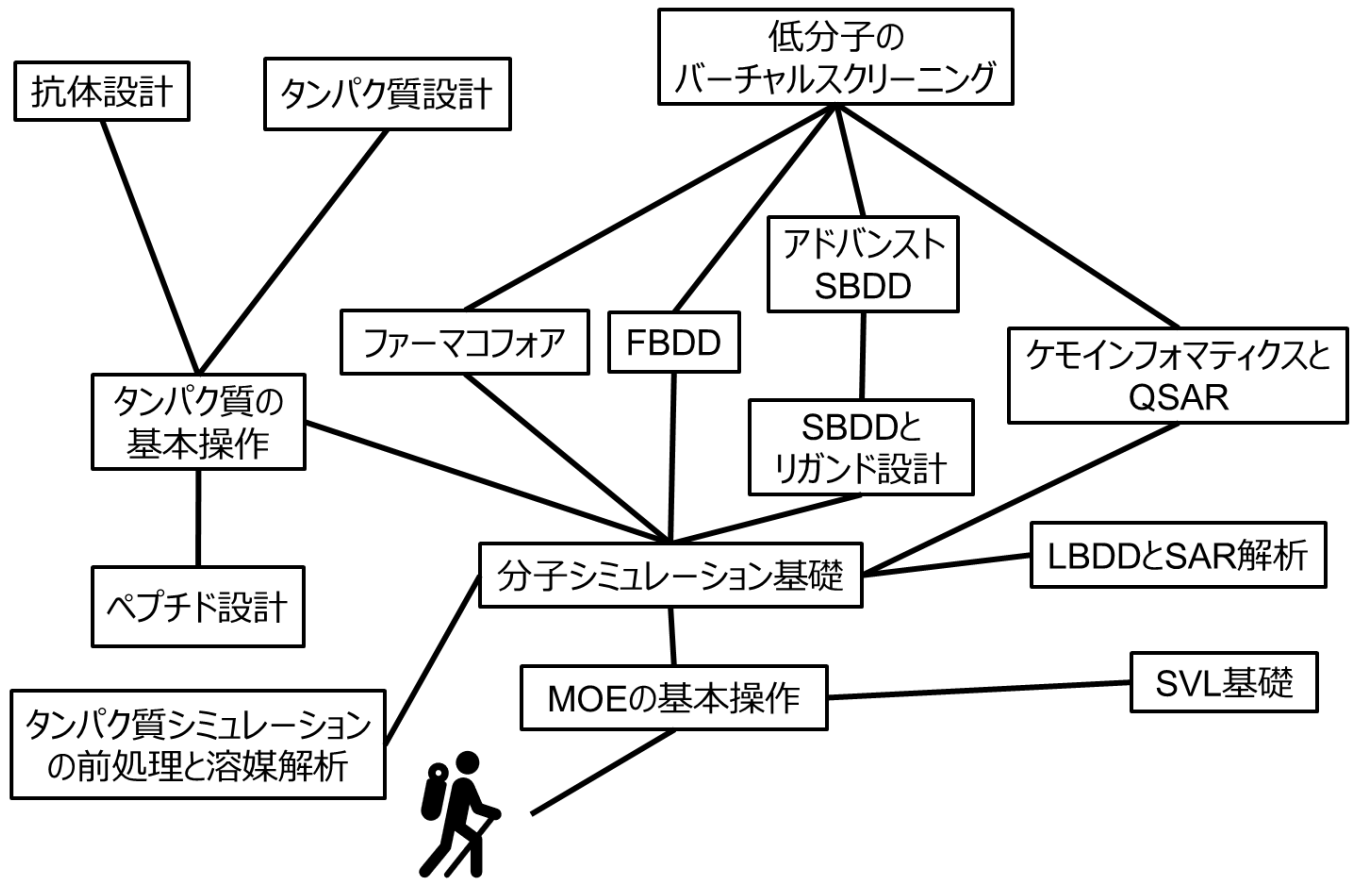 低分子の
バーチャルスクリーニング
抗体設計
タンパク質設計
アドバンスト
SBDD
ファーマコフォア
FBDD
ケモインフォマティクスと
QSAR
タンパク質の
基本操作
SBDDと
リガンド設計
分子シミュレーション基礎
LBDDとSAR解析
ペプチド設計
MOEの基本操作
SVL基礎
タンパク質シミュレーション
の前処理と溶媒解析